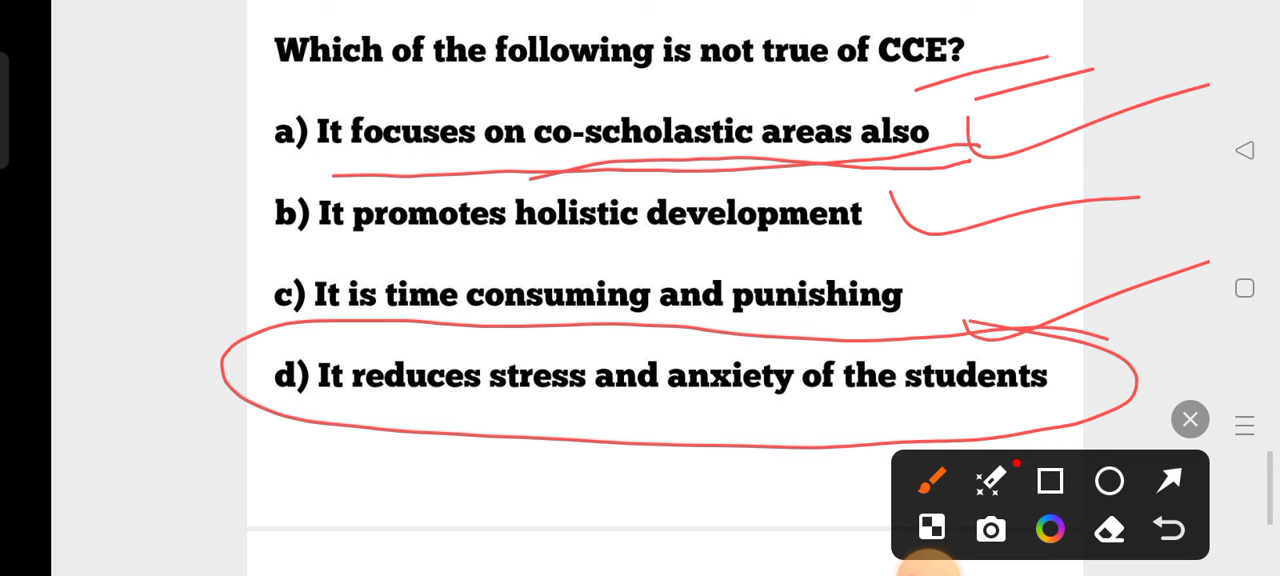 Which of the following is not true of CCE?
a) It focuses on co-scholastic areas also
b) It promotes holistic development
c) It is time consuming and punishing
d) It reduces stress and anxiety of the students